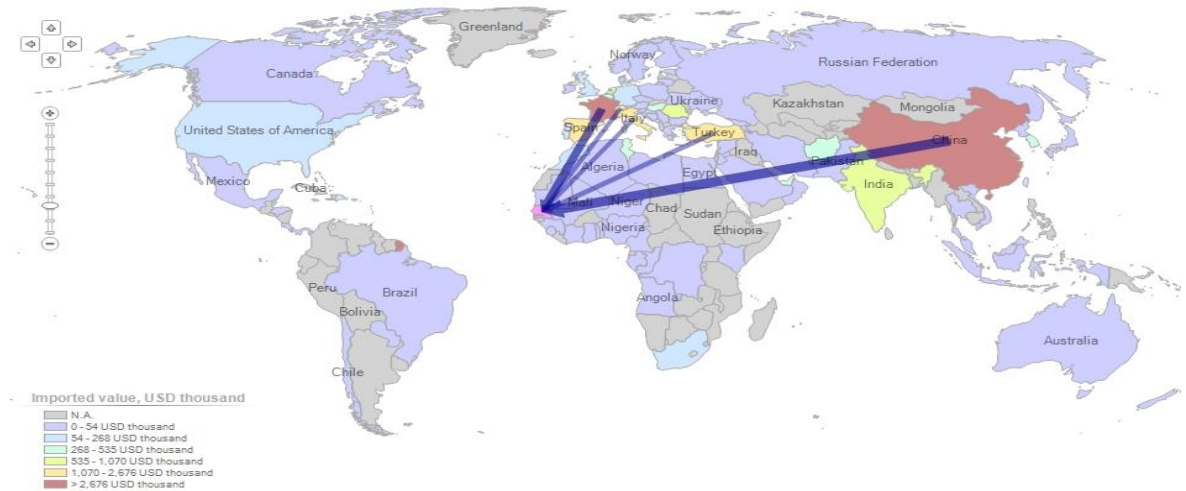 Greenland
Norway
Russian Federation
Canada
Ukraine
Kazakhstan
Mongolia
United States of America
Spain
Italy
Turkey
China
Iraq
Algeria
Pakistan
Mexico
Cuba
Egypt
India
Mali
Niger
Chad
Sudan
Nigeria
Ethiopia
Peru
Brazil
Angola
Bolivia
Australia
Chile
Imported value, USD thousand
N.A.
0 - 54 USD thousand
54 - 268 USD thousand
268 - 535 USD thousand
535 - 1,070 USD thousand
1,070 - 2,676 USD thousand
> 2,676 USD thousand